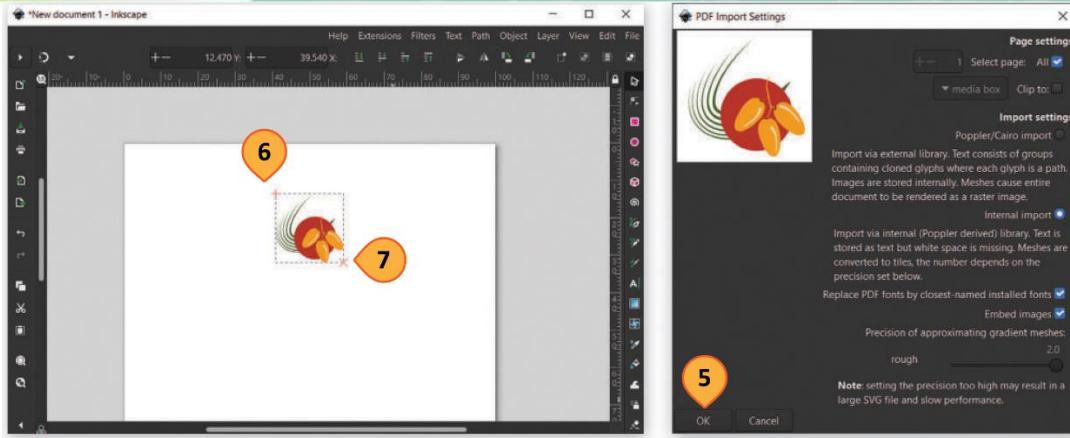 *New document 1 - Inkscape
Help Extensions Filters Text Path Object Layer View Edit File
12.470 Y: 39.540 X:
6
7
PDF Import Settings
Page settings
1 Select page: All
media box Clip to:
Import settings
Poppler/Cairo import
Import via external library. Text consists of groups
containing cloned glyphs where each glyph is a path.
Images are stored internally. Meshes cause entire
document to be rendered as a raster image.
Internal import
Import via internal (Poppler derived) library. Text is
stored as text but white space is missing. Meshes are
converted to tiles, the number depends on the
precision set below.
Replace PDF fonts by closest-named installed fonts
Embed images
Precision of approximating gradient meshes:
2.0
rough
Note: setting the precision too high may result in a
large SVG file and slow performance.
5
OK Cancel